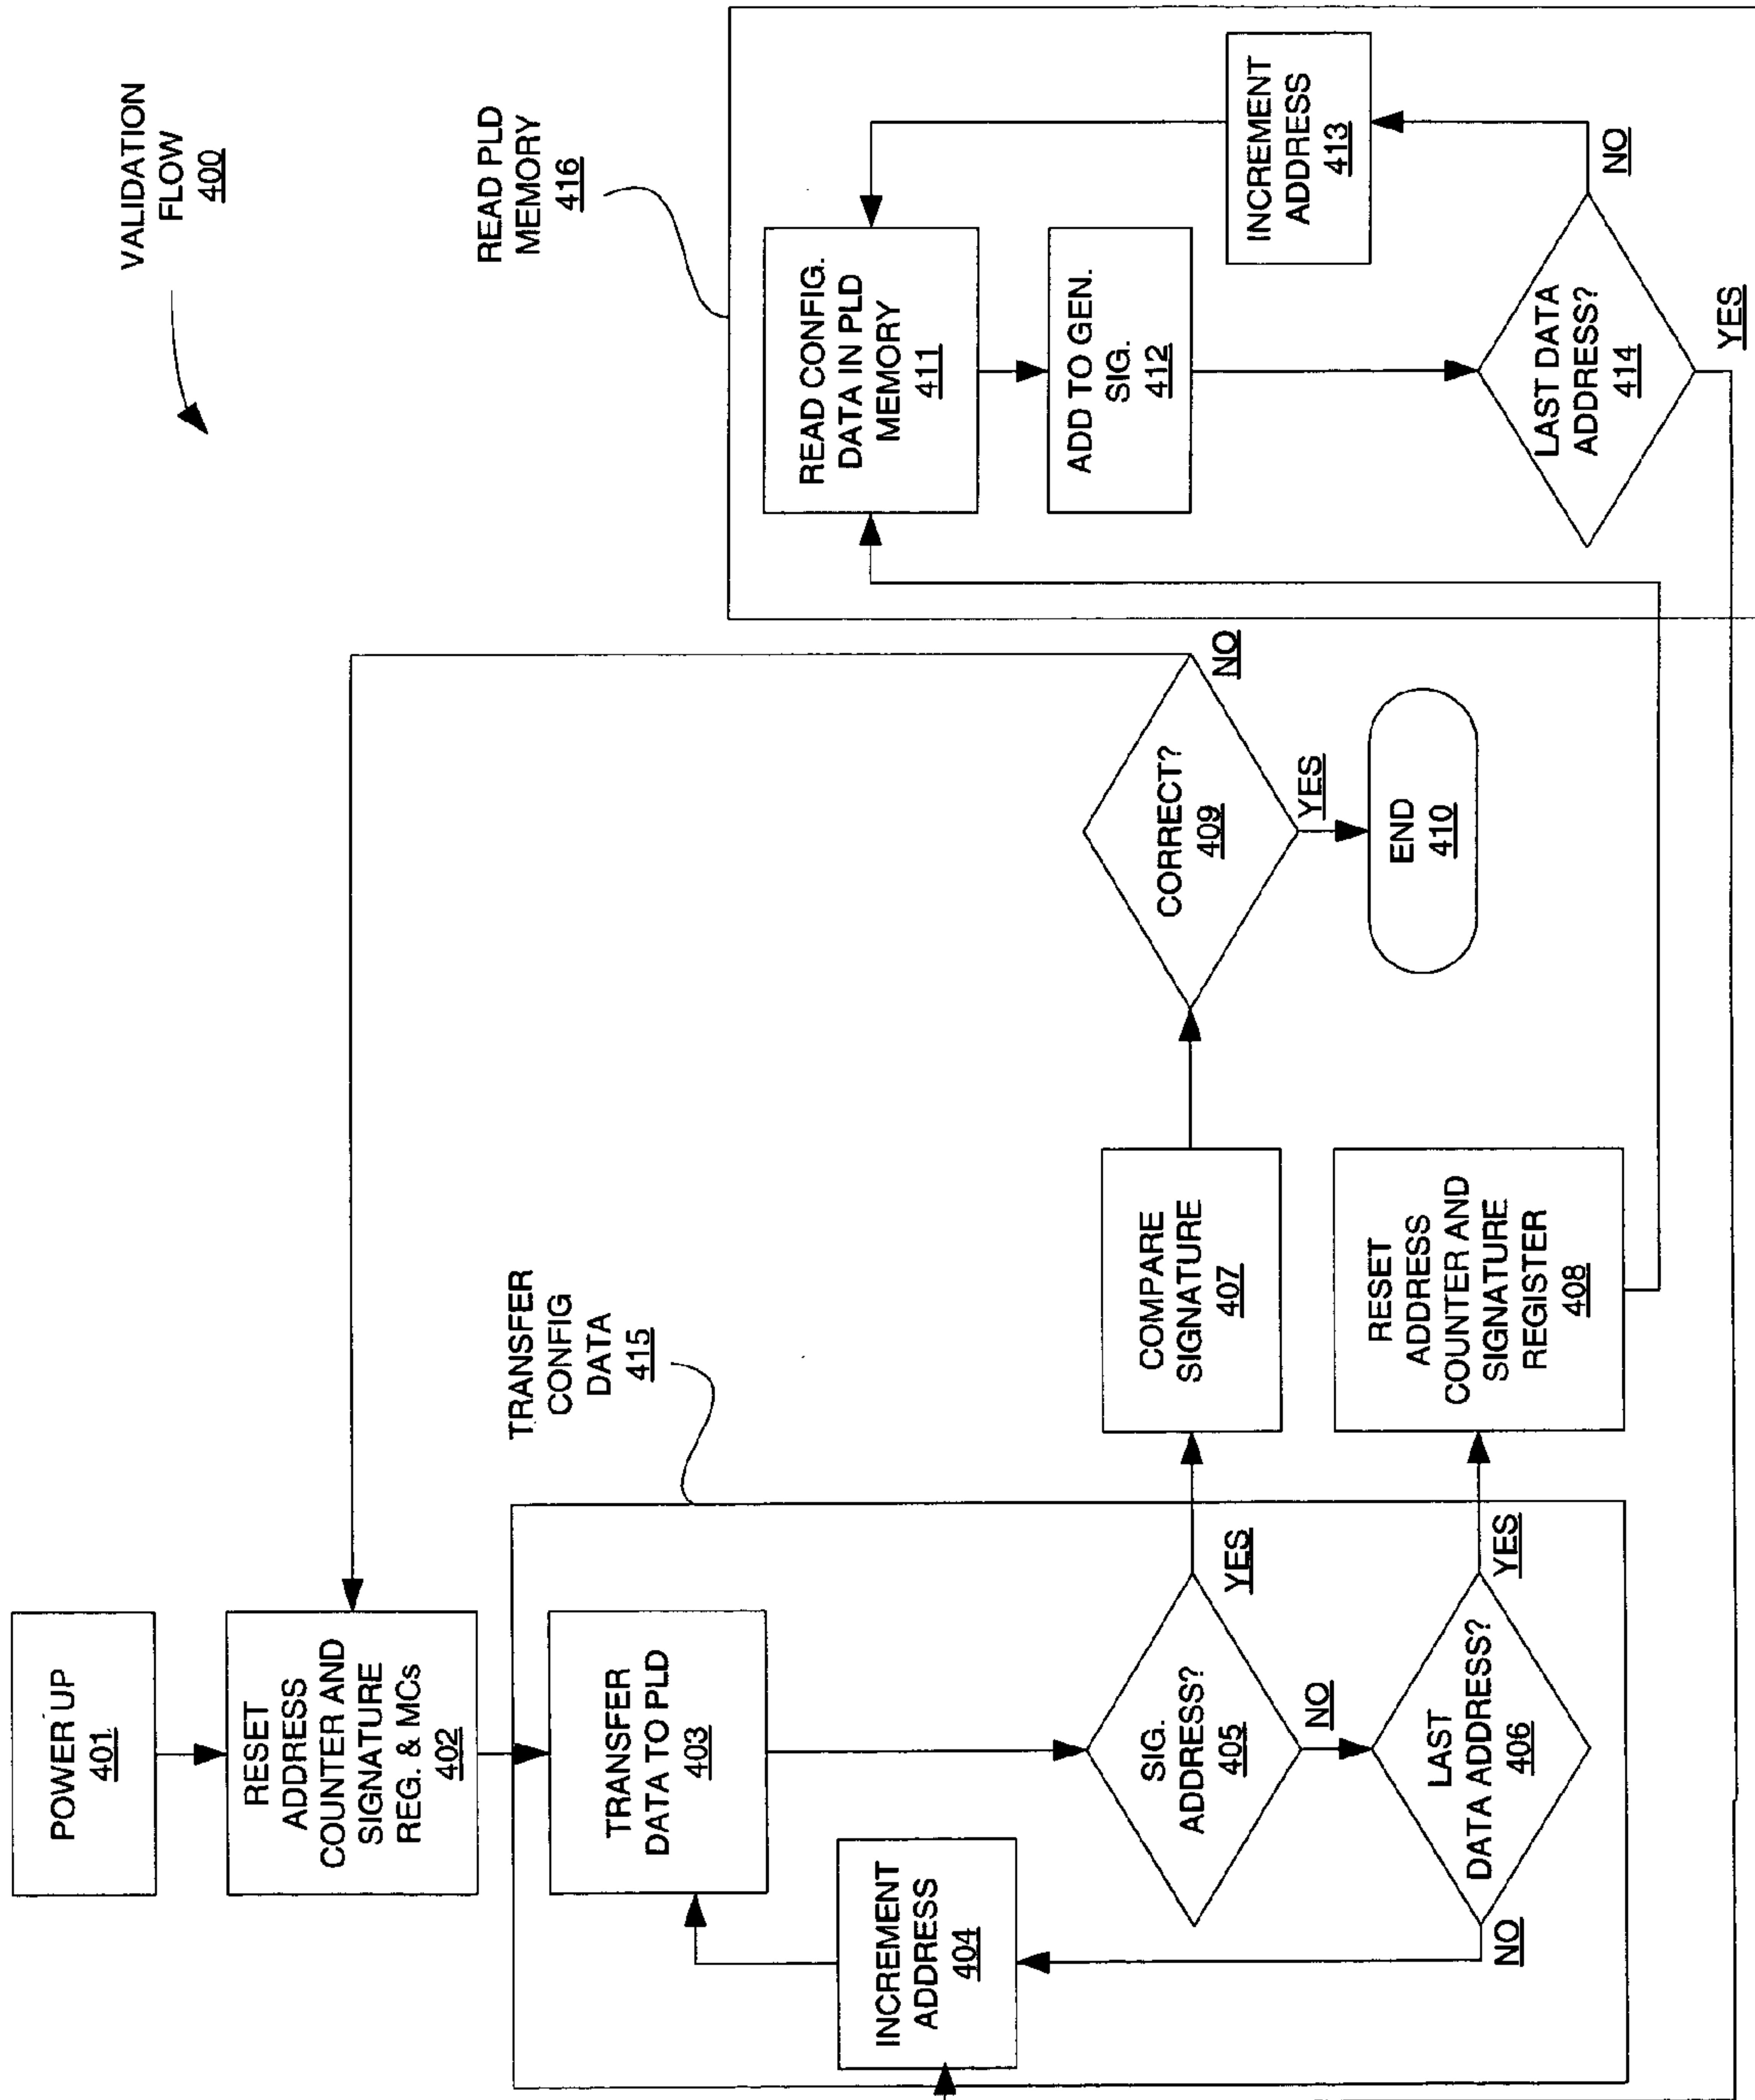 VALIDATION
FLOW
400
POWER UP
401
RESET
ADDRESS
COUNTER AND
SIGNATURE
REG. & MCs
402
TRANSFER
CONFIG
DATA
415
TRANSFER
DATA TO PLD
403
INCREMENT
ADDRESS
404
SIG.
ADDRESS?
405
YES
NO
LAST
DATA ADDRESS?
406
YES
NO
COMPARE
SIGNATURE
407
RESET
ADDRESS
COUNTER AND
SIGNATURE
REGISTER
408
CORRECT?
409
NO
YES
END
410
READ PLD
MEMORY
416
READ CONFIG.
DATA IN PLD
MEMORY
411
ADD TO GEN.
SIG.
412
INCREMENT
ADDRESS
413
LAST DATA
ADDRESS?
414
NO
YES